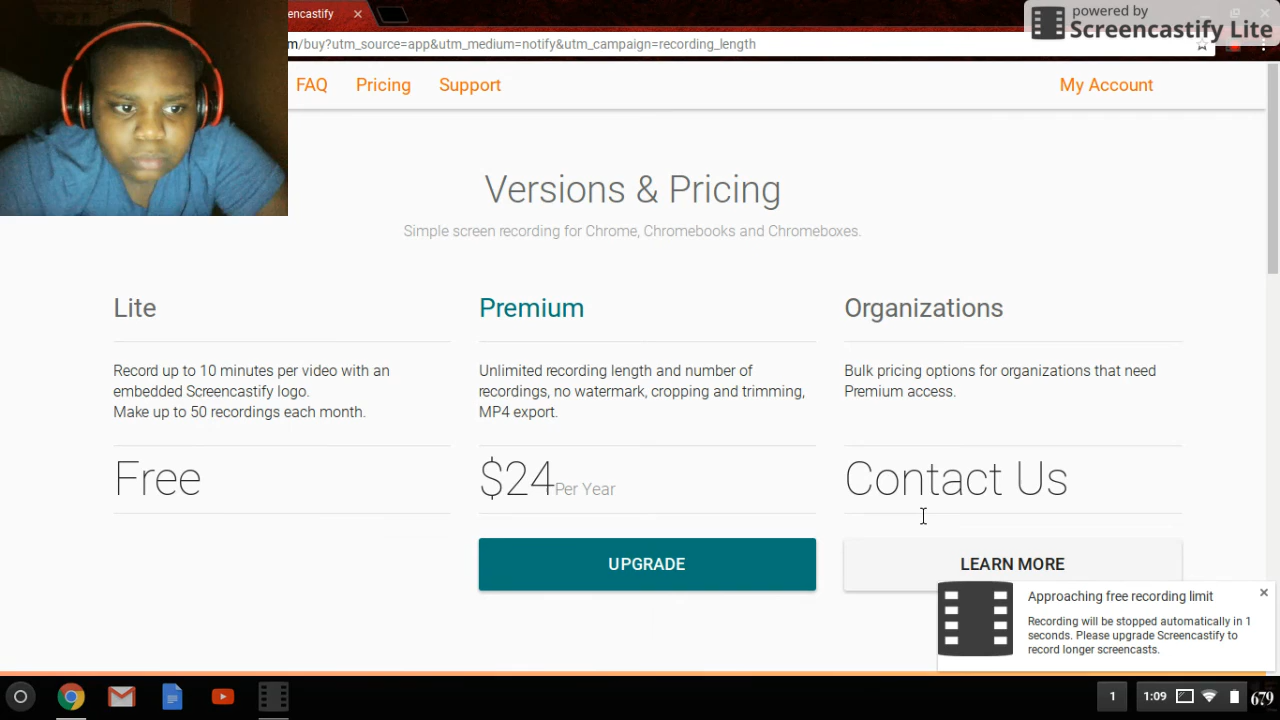 encastify
powered by
Screencastify Lite
m/buy?utm_source=app&utm_medium=notify&utm_campaign=recording_length
FAQ Pricing Support My Account
Versions & Pricing
Simple screen recording for Chrome, Chromebooks and Chromeboxes.
Lite
Record up to 10 minutes per video with an
embedded Screencastify logo.
Make up to 50 recordings each month.
Free
Premium
Unlimited recording length and number of
recordings, no watermark, cropping and trimming,
MP4 export.
$24 Per Year
UPGRADE
Organizations
Bulk pricing options for organizations that need
Premium access.
Contact Us
LEARN MORE
Approaching free recording limit
Recording will be stopped automatically in 1
seconds. Please upgrade Screencastify to
record longer screencasts.
1 1:09 679